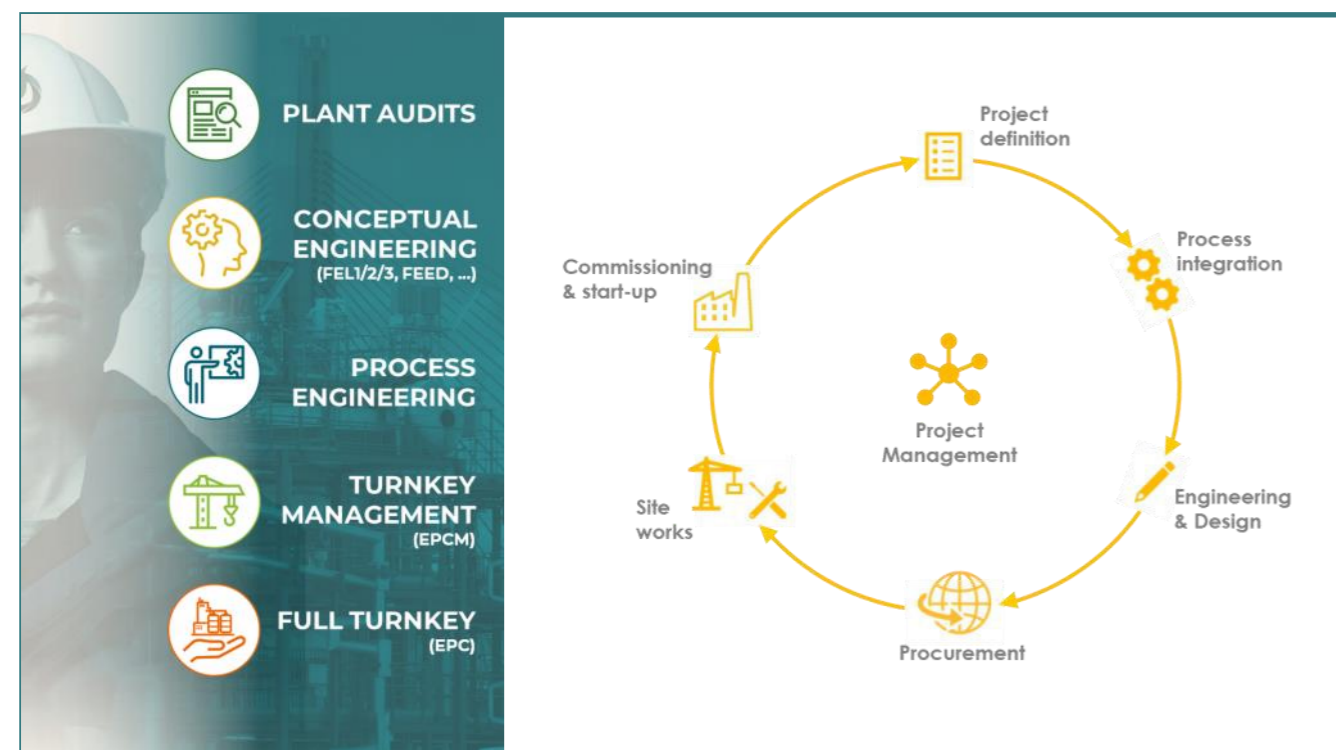 PLANT AUDITS
CONCEPTUAL
ENGINEERING
(FEL1/2/3, FEED, ...)
PROCESS
ENGINEERING
TURNKEY
MANAGEMENT
(EPCM)
FULL TURNKEY
(EPC)
Project
definition
Process
integration
Engineering
& Design
Procurement
Site
works
Commissioning
& start-up
Project
Management